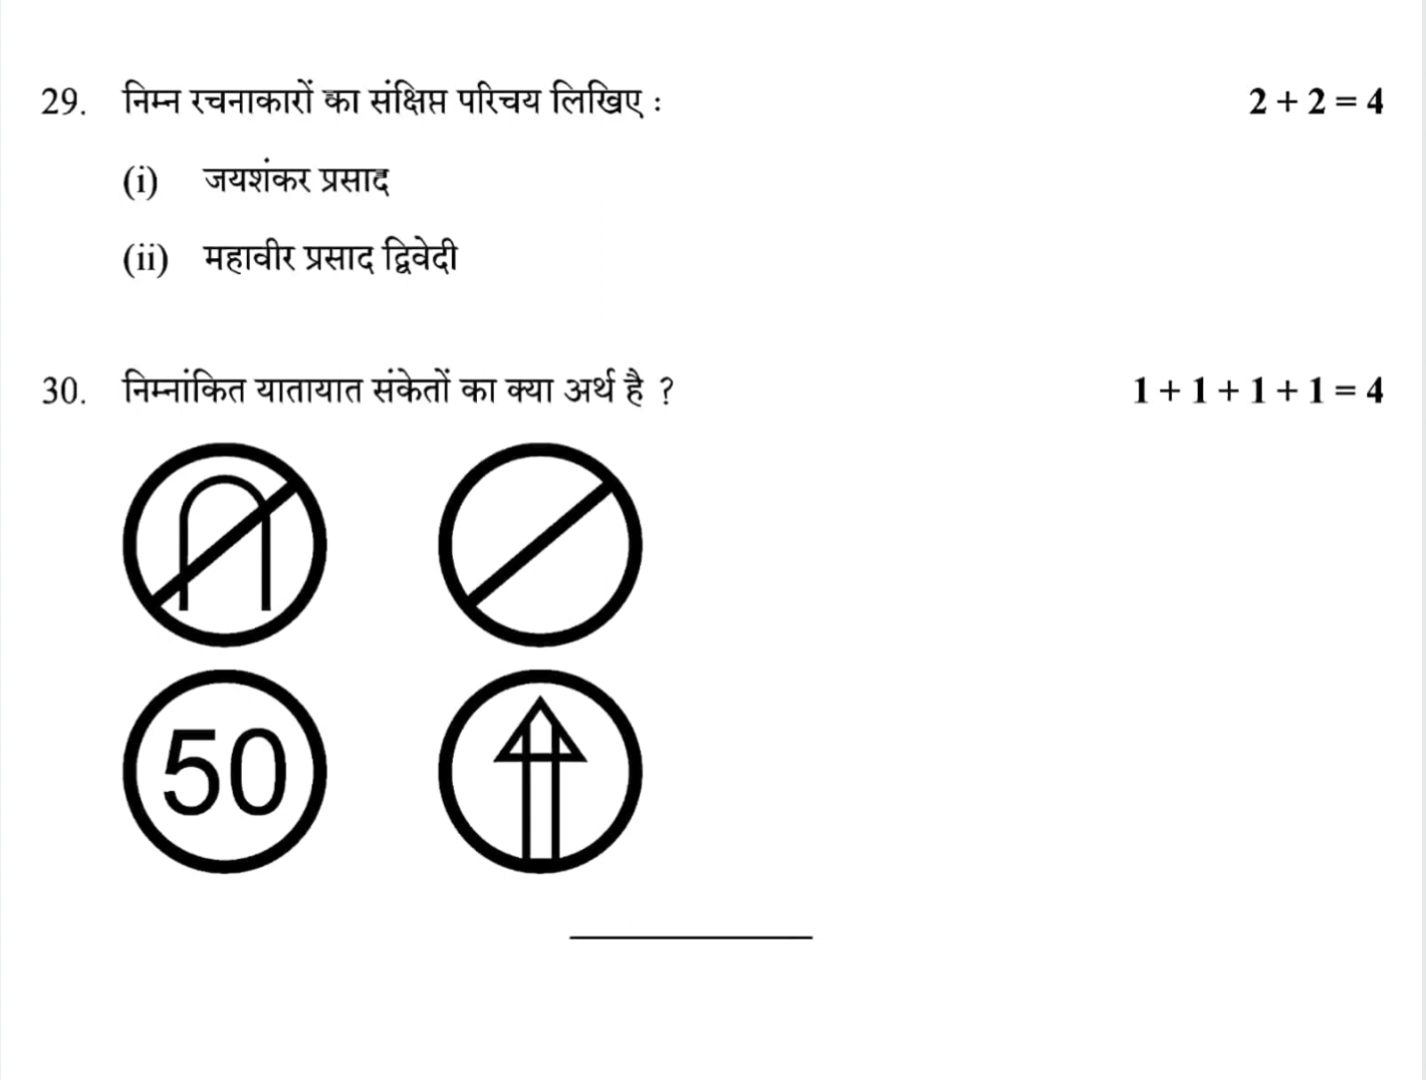 29. निम्न रचनाकारों का संक्षिप्त परिचय लिखिए : 2 + 2 = 4
(i) जयशंकर प्रसाद
(ii) महावीर प्रसाद द्विवेदी
30. निम्नांकित यातायात संकेतों का क्या अर्थ है ? 1 + 1 + 1 + 1 = 4
50